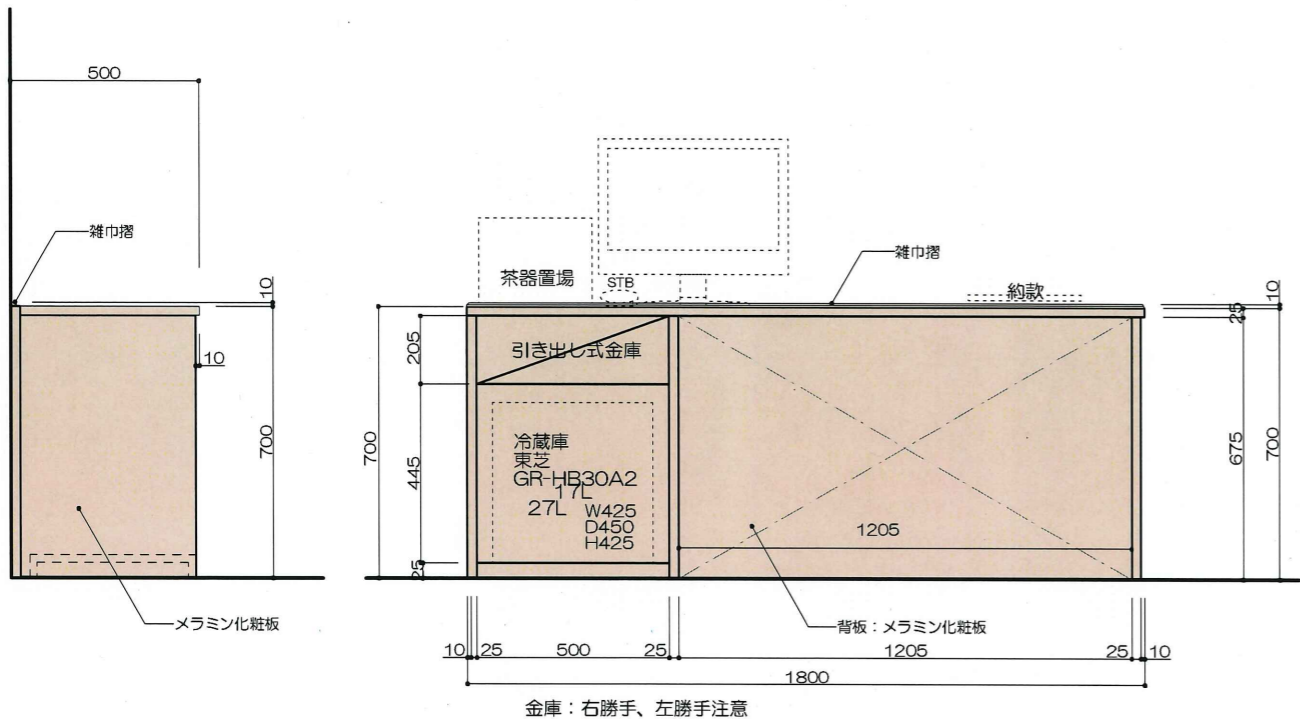 500
雑巾摺
10
10
700
メラミン化粧板
茶器置場
STB
雑巾摺
約款
10
25
205
引き出し式金庫
700
445
冷蔵庫
東芝
GR-HB30A2
17L
27L
W425
D450
H425
25
1205
675
700
背板：メラミン化粧板
10
25
500
25
1205
25
10
1800
金庫：右勝手、左勝手注意